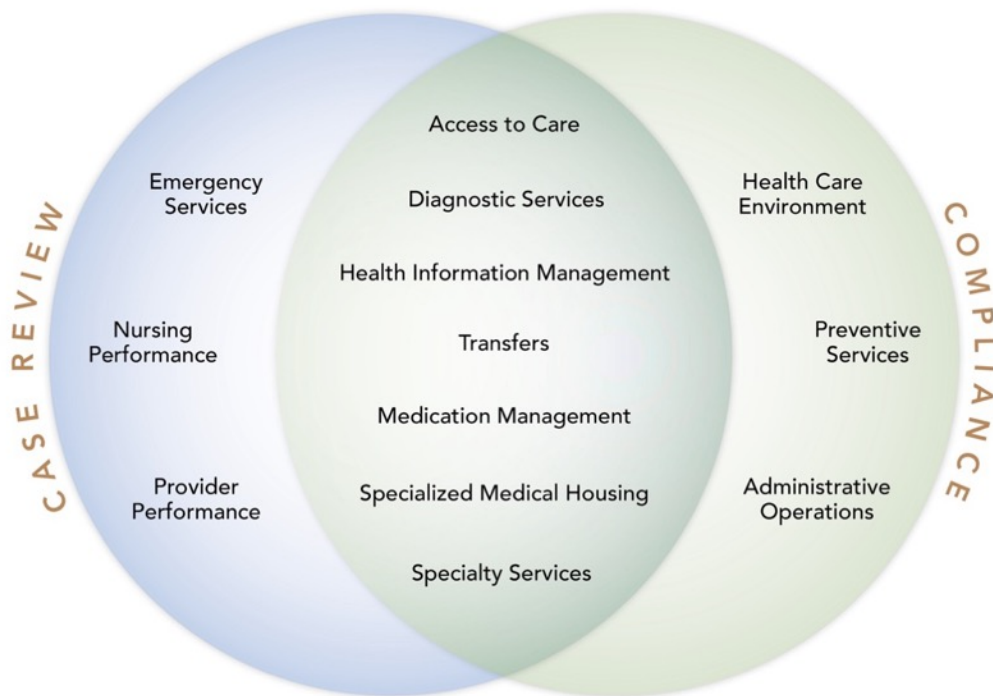 CASE REVIEW
Emergency
Services
Nursing
Performance
Provider
Performance
Access to Care
Diagnostic Services
Health Information Management
Transfers
Medication Management
Specialized Medical Housing
Specialty Services
Health Care
Environment
Preventive
Services
Administrative
Operations
COMPLIANCE